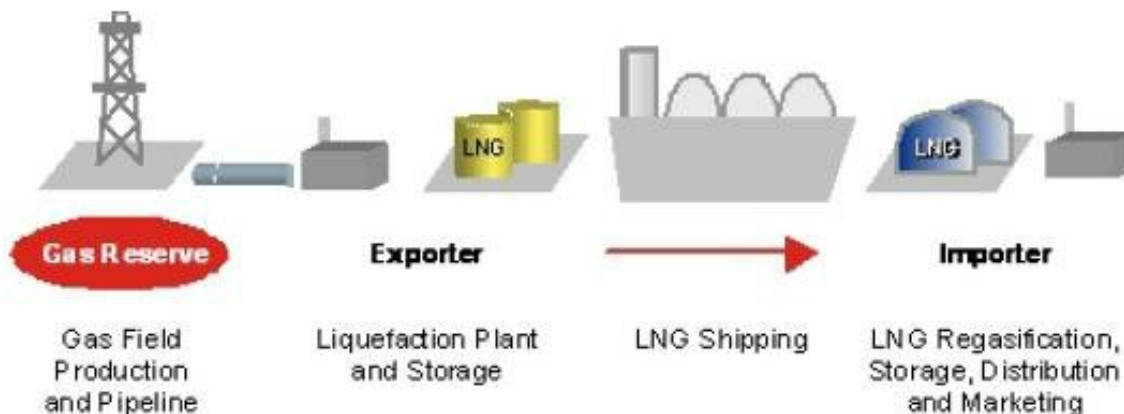 LNG
LNG
Gas Reserve
Exporter
Importer
Gas Field
Production
and Pipeline
Liquefaction Plant
and Storage
LNG Shipping
LNG Regasification,
Storage, Distribution
and Marketing